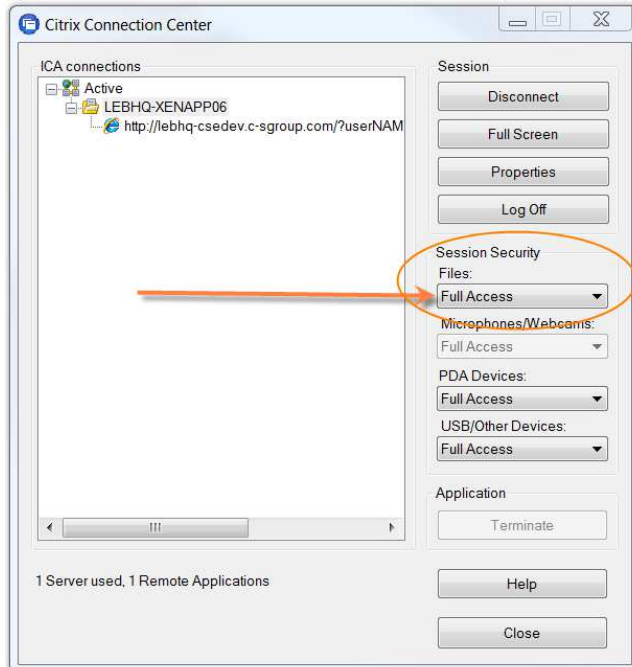 Citrix Connection Center
ICA connections
Active
LEBHQ-XENAPP06
http://lebhq-csedev.c-sgroup.com/?userNAM
Session
Disconnect
Full Screen
Properties
Log Off
Session Security
Files:
Full Access
Microphones/Webcams:
Full Access
PDA Devices:
Full Access
USB/Other Devices:
Full Access
Application
Terminate
1 Server used, 1 Remote Applications
Help
Close